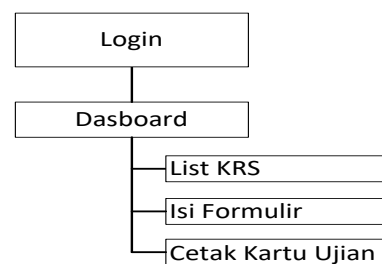 Login
Dasboard
List KRS
Isi Formulir
Cetak Kartu Ujian